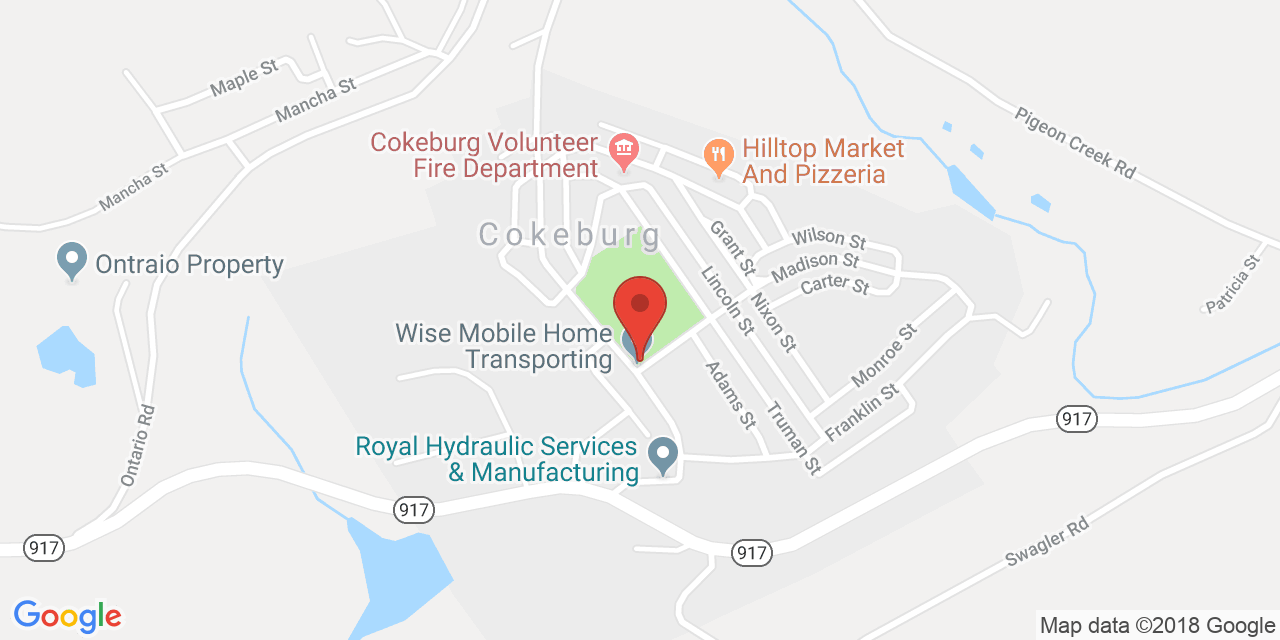 Maple St
Mancha St
Mancha St
Pigeon Creek Rd
Cokeburg Volunteer
Fire Department
Hilltop Market
And Pizzeria
Cokeburg
Grant St
Wilson St
Madison St
Carter St
Patricia St
Ontraio Property
Lincoln St
Nixon St
Wise Mobile Home
Transporting
Monroe St
Adams St
Truman St
Franklin St
Ontario Rd
917
Royal Hydraulic Services
& Manufacturing
917
917
917
Swagler Rd
Google
Map data ©2018 Google